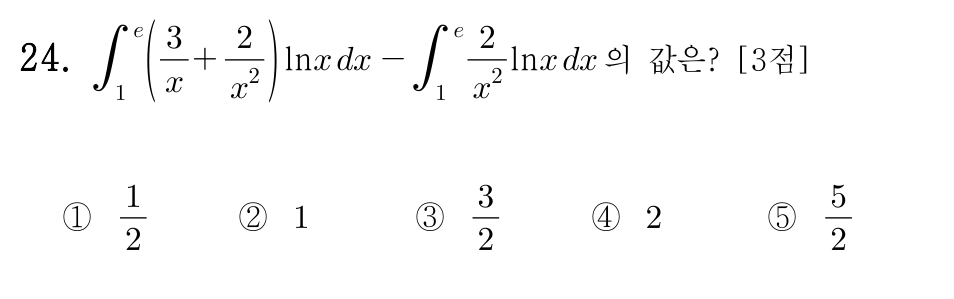 24. ∫₁ᵉ(3/x + 2/x²) ln x dx − ∫₁ᵉ 2/x² ln x dx 의 값은? [3점]
① 1/2 ② 1 ③ 3/2 ④ 2 ⑤ 5/2